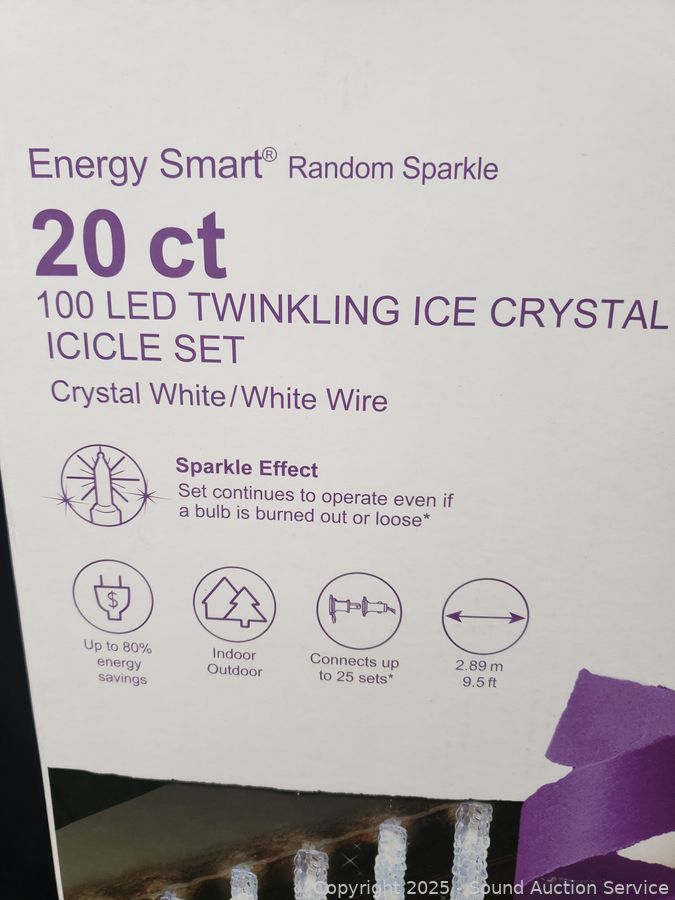 Energy Smart® Random Sparkle
20 ct
100 LED TWINKLING ICE CRYSTAL
ICICLE SET
Crystal White/White Wire
Sparkle Effect
Set continues to operate even if
a bulb is burned out or loose*
$
Up to 80%
energy
savings
Indoor
Outdoor
Connects up
to 25 sets*
2.89 m
9.5 ft
Copyright 2025 - Sound Auction Service